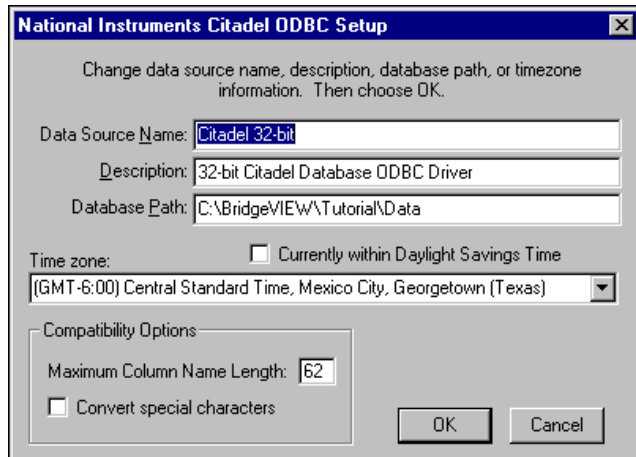 National Instruments Citadel ODBC Setup
Change data source name, description, database path, or timezone
information. Then choose OK.
Data Source Name: Citadel 32-bit
Description: 32-bit Citadel Database ODBC Driver
Database Path: C:\BridgeVIEW\Tutorial\Data
Time zone: Currently within Daylight Savings Time
(GMT-6:00) Central Standard Time, Mexico City, Georgetown (Texas)
Compatibility Options
Maximum Column Name Length: 62
Convert special characters
OK Cancel